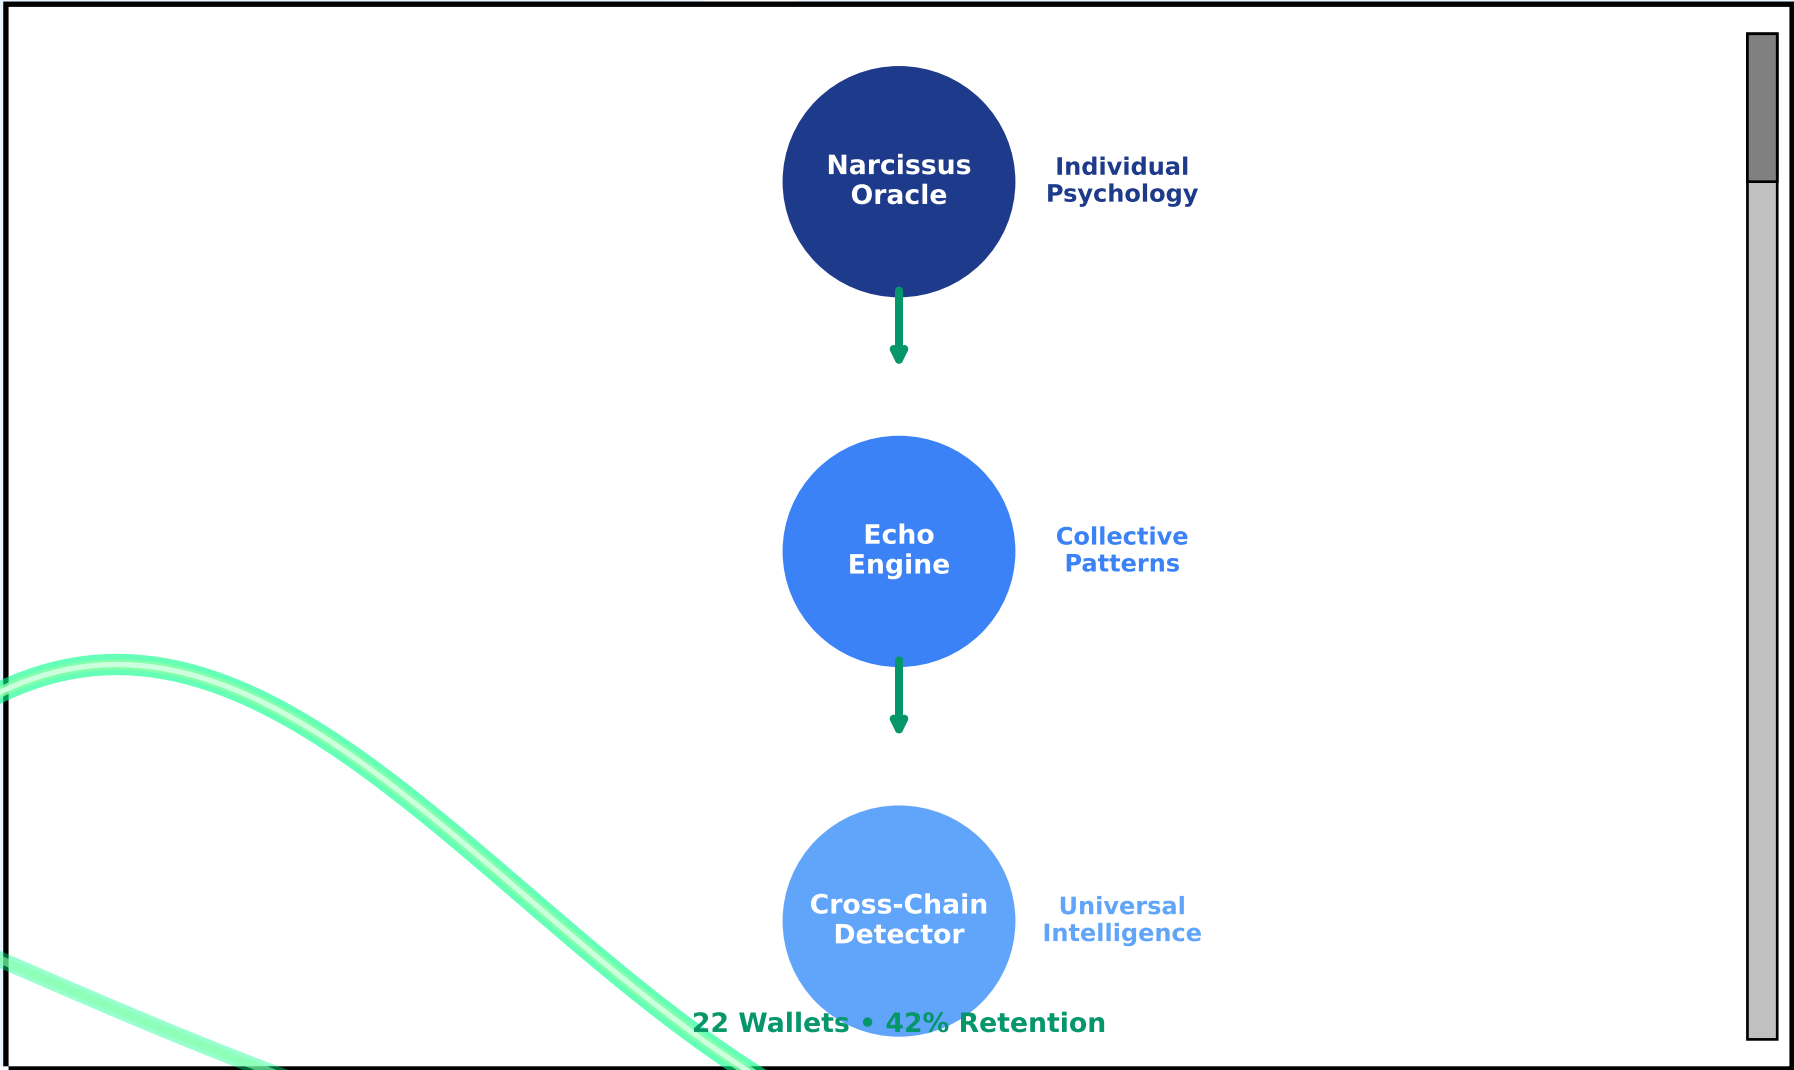 Narcissus
Oracle
Individual
Psychology
Echo
Engine
Collective
Patterns
Cross-Chain
Detector
Universal
Intelligence
22 Wallets • 42% Retention